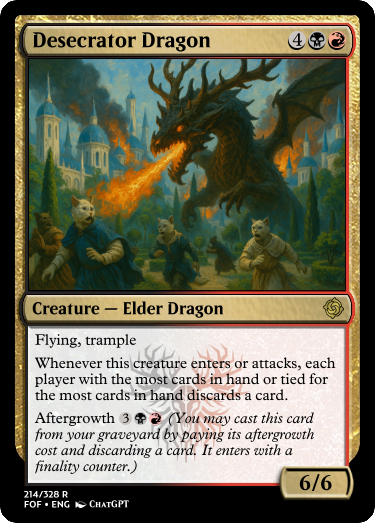 Desecrator Dragon 4
Creature — Elder Dragon
Flying, trample
Whenever this creature enters or attacks, each
player with the most cards in hand or tied for
the most cards in hand discards a card.
Aftergrowth 3 (You may cast this card
from your graveyard by paying its aftergrowth
cost and discarding a card. It enters with a
finality counter.)
6/6
214/328 R
FOF • ENG ChatGPT